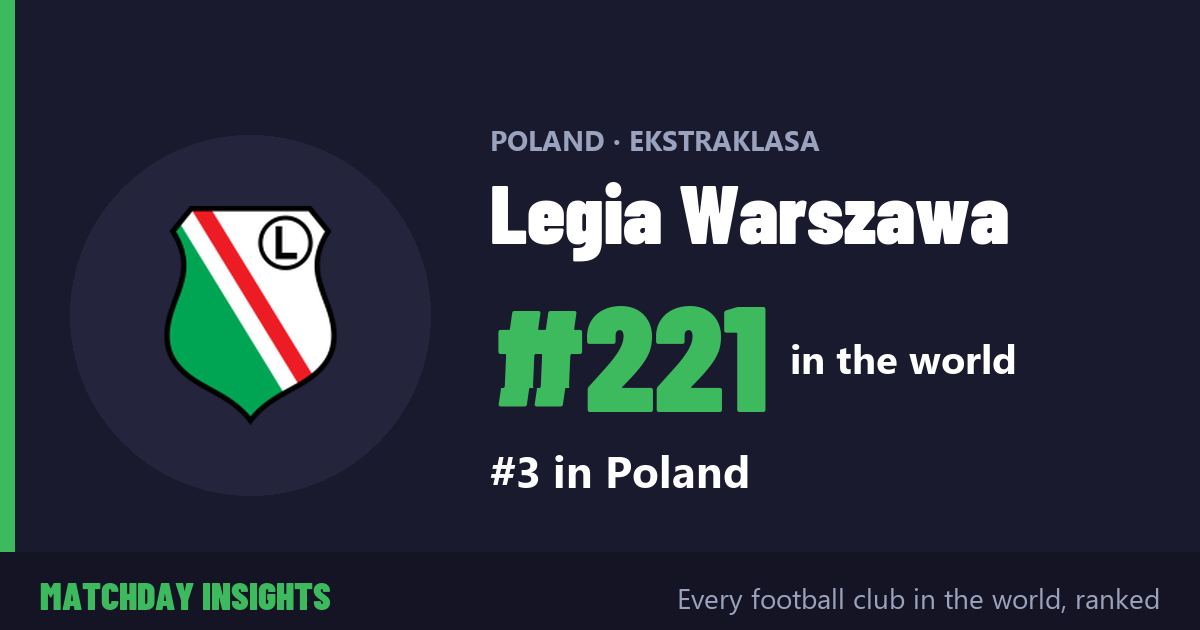 POLAND · EKSTRAKLASA
Legia Warszawa
L
#221 in the world
#3 in Poland
MATCHDAY INSIGHTS
Every football club in the world, ranked